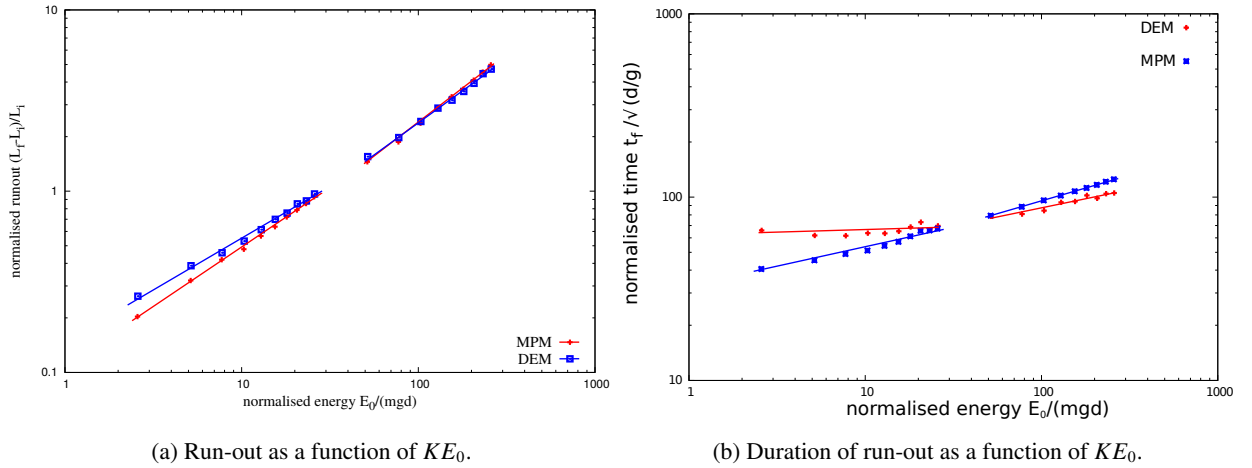 10
1
0.1
normalised runout (L_f-L_i)/L_i
MPM
DEM
1
10
100
1000
normalised energy E_0/(mgd)
(a) Run-out as a function of KE_0.
1000
100
10
normalised time t_f/√(d/g)
DEM
MPM
1
10
100
1000
normalised energy E_0/(mgd)
(b) Duration of run-out as a function of KE_0.